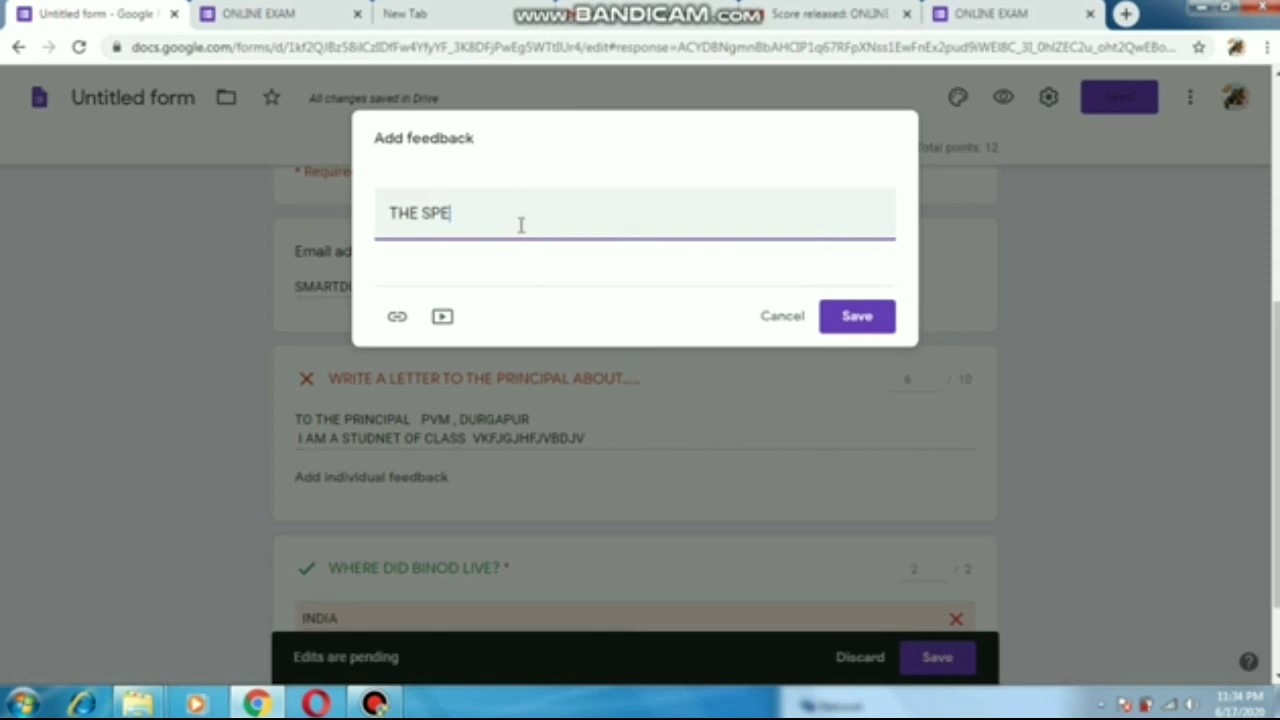 Untitled form - Google
ONLINE EXAM
New Tab
www.BANDICAM.com
Score released: ONLINE
ONLINE EXAM
Untitled form
All changes saved in Drive
Send
Total points: 12
* Require
Add feedback
THE SPE
Cancel
Save
Email ad
SMARTDI
WRITE A LETTER TO THE PRINCIPAL ABOUT.....
6 / 10
TO THE PRINCIPAL PVM , DURGAPUR
I AM A STUDNET OF CLASS VKFJGJHFJVBDJV
Add individual feedback
WHERE DID BINOD LIVE? *
2 / 2
INDIA
Edits are pending
Discard
Save
11:34 PM
6/17/2020